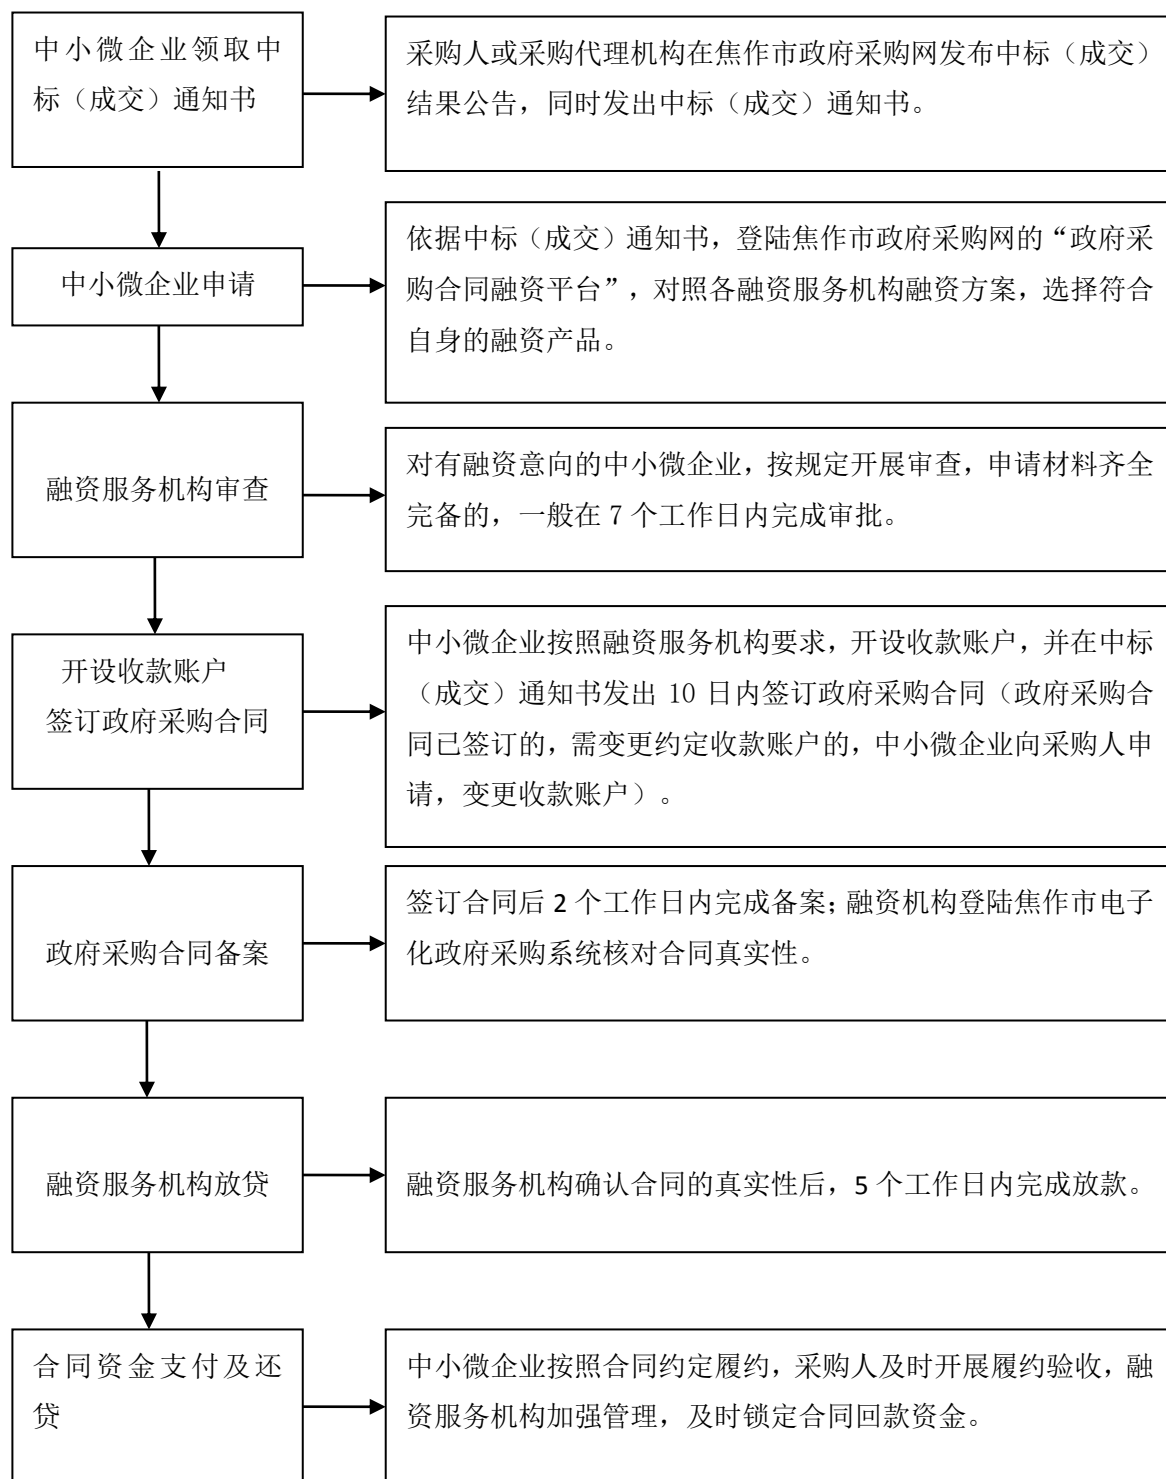 中小微企业领取中
标（成交）通知书
采购人或采购代理机构在焦作市政府采购网发布中标（成交）
结果公告，同时发出中标（成交）通知书。
中小微企业申请
依据中标（成交）通知书，登陆焦作市政府采购网的“政府采
购合同融资平台”，对照各融资服务机构融资方案，选择符合
自身的融资产品。
融资服务机构审查
对有融资意向的中小微企业，按规定开展审查，申请材料齐全
完备的，一般在 7 个工作日内完成审批。
开设收款账户
签订政府采购合同
中小微企业按照融资服务机构要求，开设收款账户，并在中标
（成交）通知书发出 10 日内签订政府采购合同（政府采购合
同已签订的，需变更约定收款账户的，中小微企业向采购人申
请，变更收款账户）。
政府采购合同备案
签订合同后 2 个工作日内完成备案；融资机构登陆焦作市电子
化政府采购系统核对合同真实性。
融资服务机构放贷
融资服务机构确认合同的真实性后，5 个工作日内完成放款。
合同资金支付及还
贷
中小微企业按照合同约定履约，采购人及时开展履约验收，融
资服务机构加强管理，及时锁定合同回款资金。